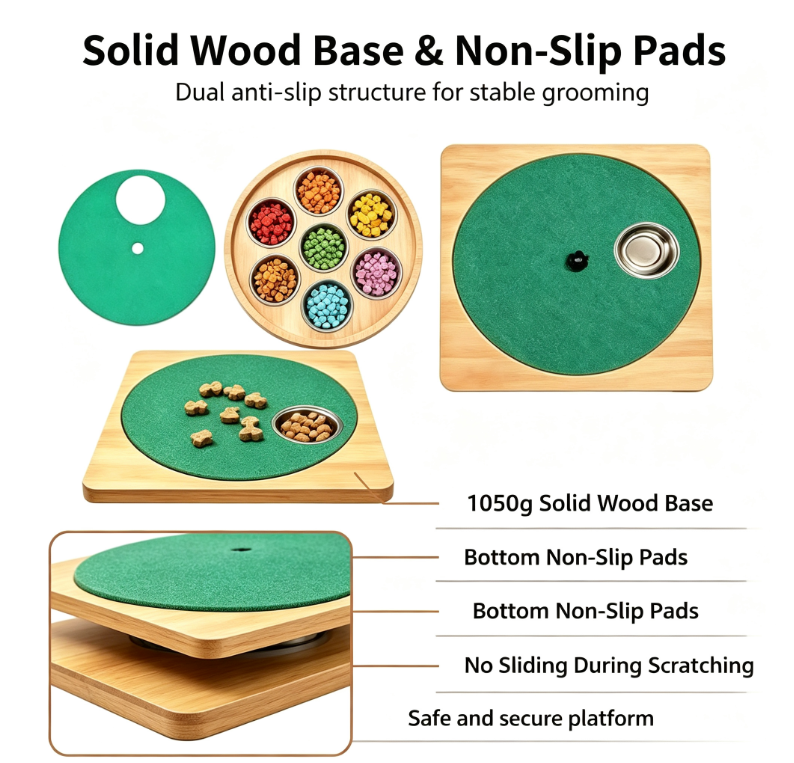 Solid Wood Base & Non-Slip Pads
Dual anti-slip structure for stable grooming
1050g Solid Wood Base
Bottom Non-Slip Pads
Bottom Non-Slip Pads
No Sliding During Scratching
Safe and secure platform